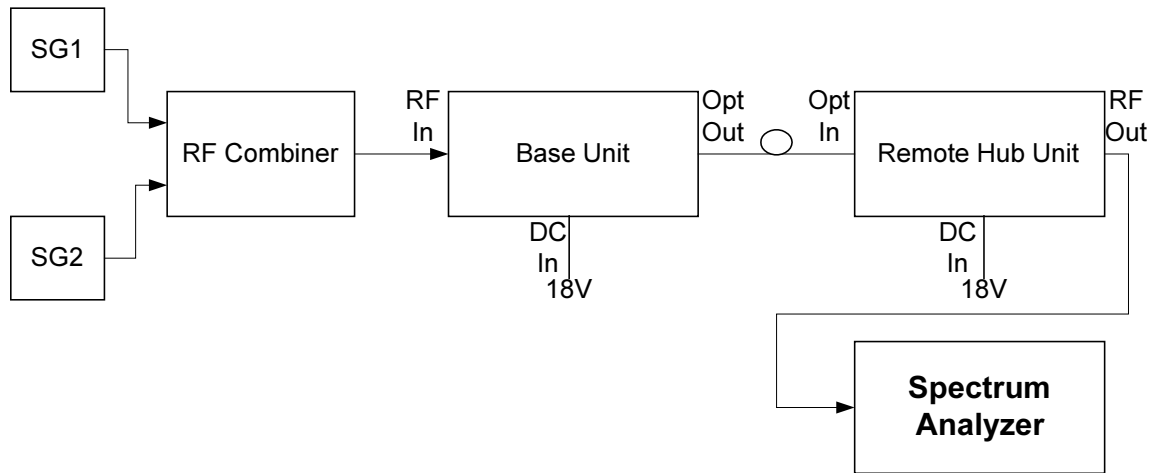 SG1
SG2
RF Combiner
RF
In
Base Unit
DC
In
18V
Opt
Out
Opt
In
Remote Hub Unit
DC
In
18V
RF
Out
Spectrum
Analyzer